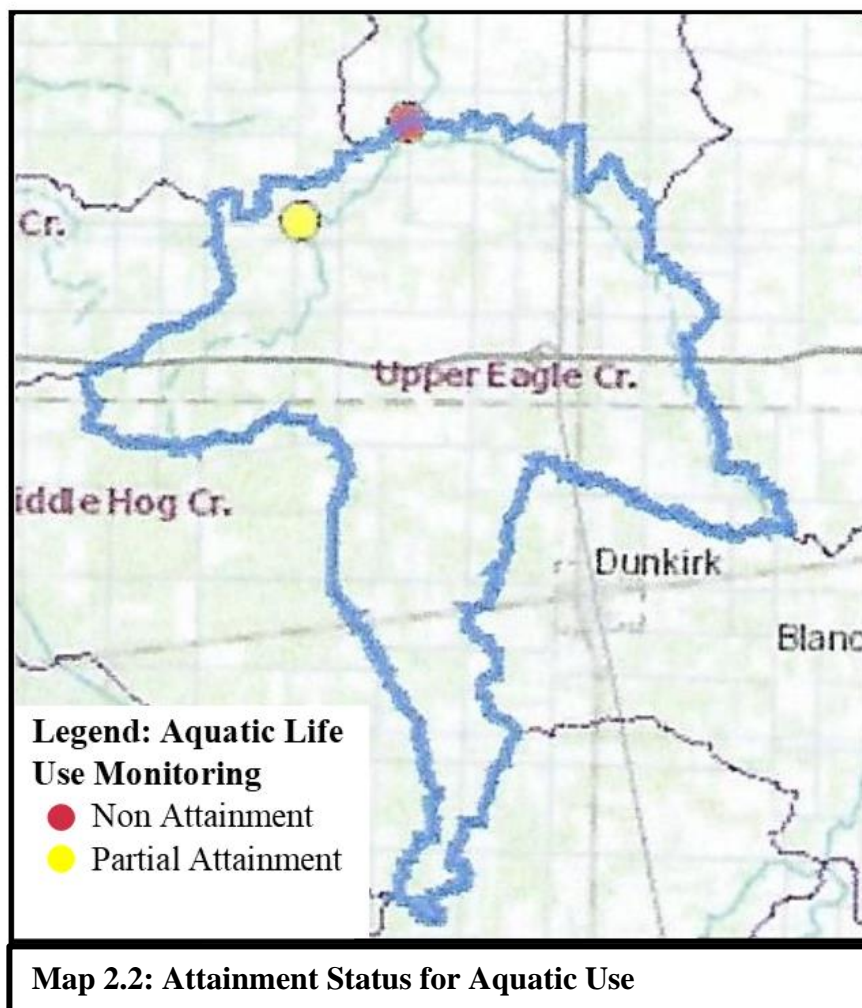 Cr.
Upper Eagle Cr.
iddle Hog Cr.
Dunkirk
Blanc
Legend: Aquatic Life
Use Monitoring
Non Attainment
Partial Attainment
Map 2.2: Attainment Status for Aquatic Use